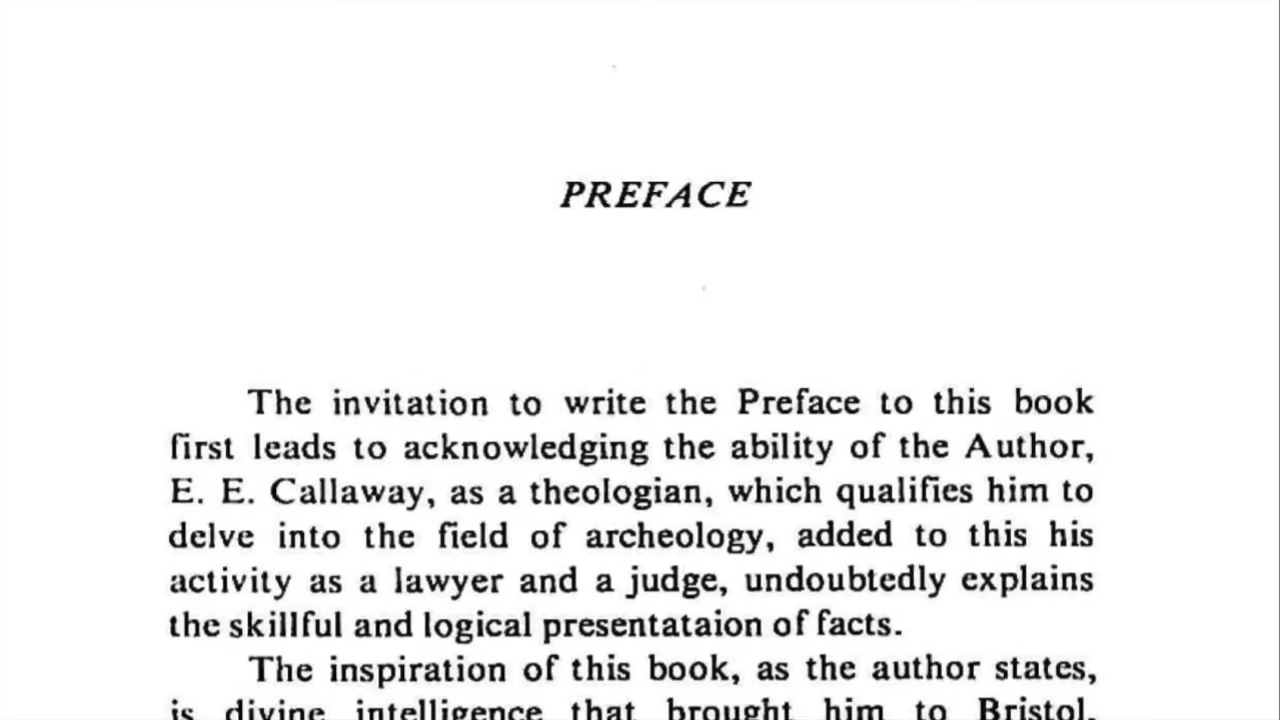 PREFACE
The invitation to write the Preface to this book
first leads to acknowledging the ability of the Author,
E. E. Callaway, as a theologian, which qualifies him to
delve into the field of archeology, added to this his
activity as a lawyer and a judge, undoubtedly explains
the skillful and logical presentataion of facts.
The inspiration of this book, as the author states,
is divine intelligence that brought him to Bristol,